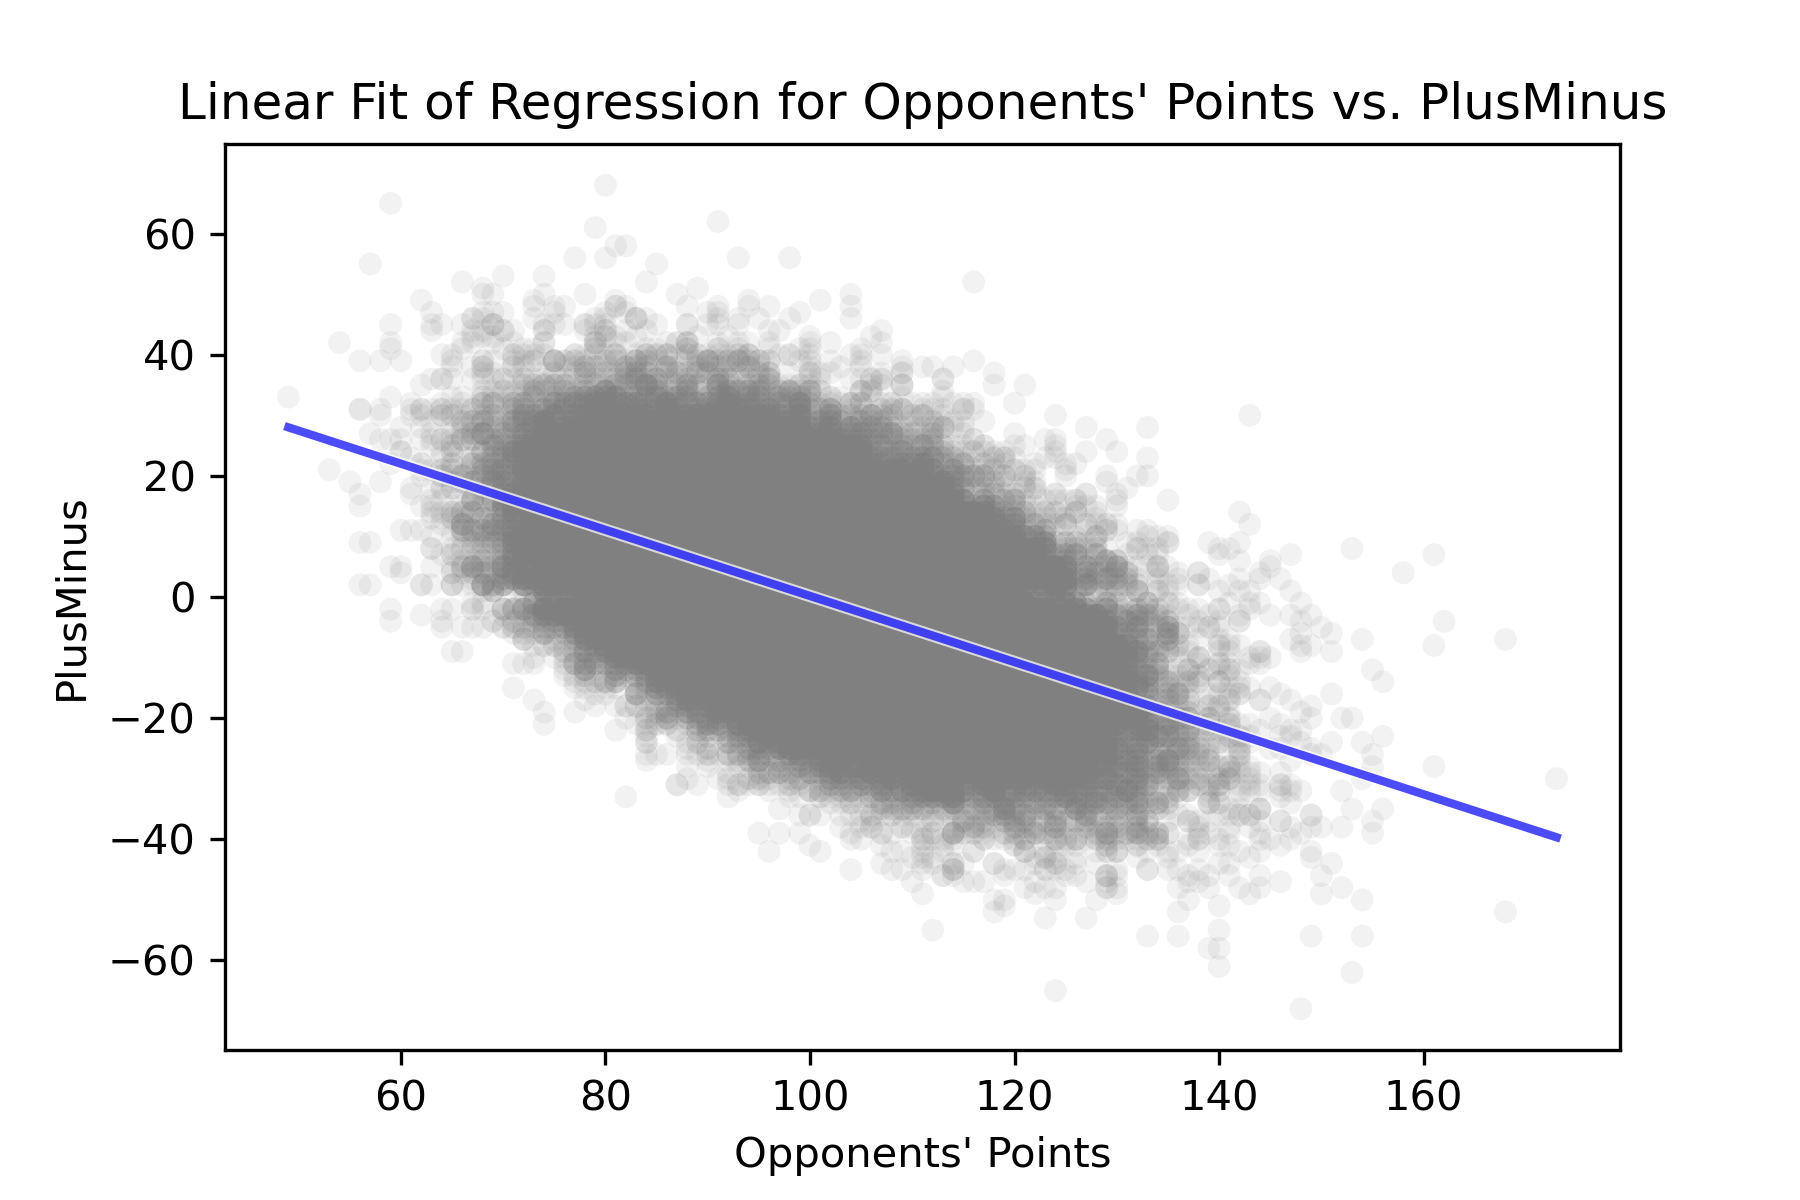 Linear Fit of Regression for Opponents' Points vs. PlusMinus
60
40
20
0
−20
−40
−60
PlusMinus
60 80 100 120 140 160
Opponents' Points